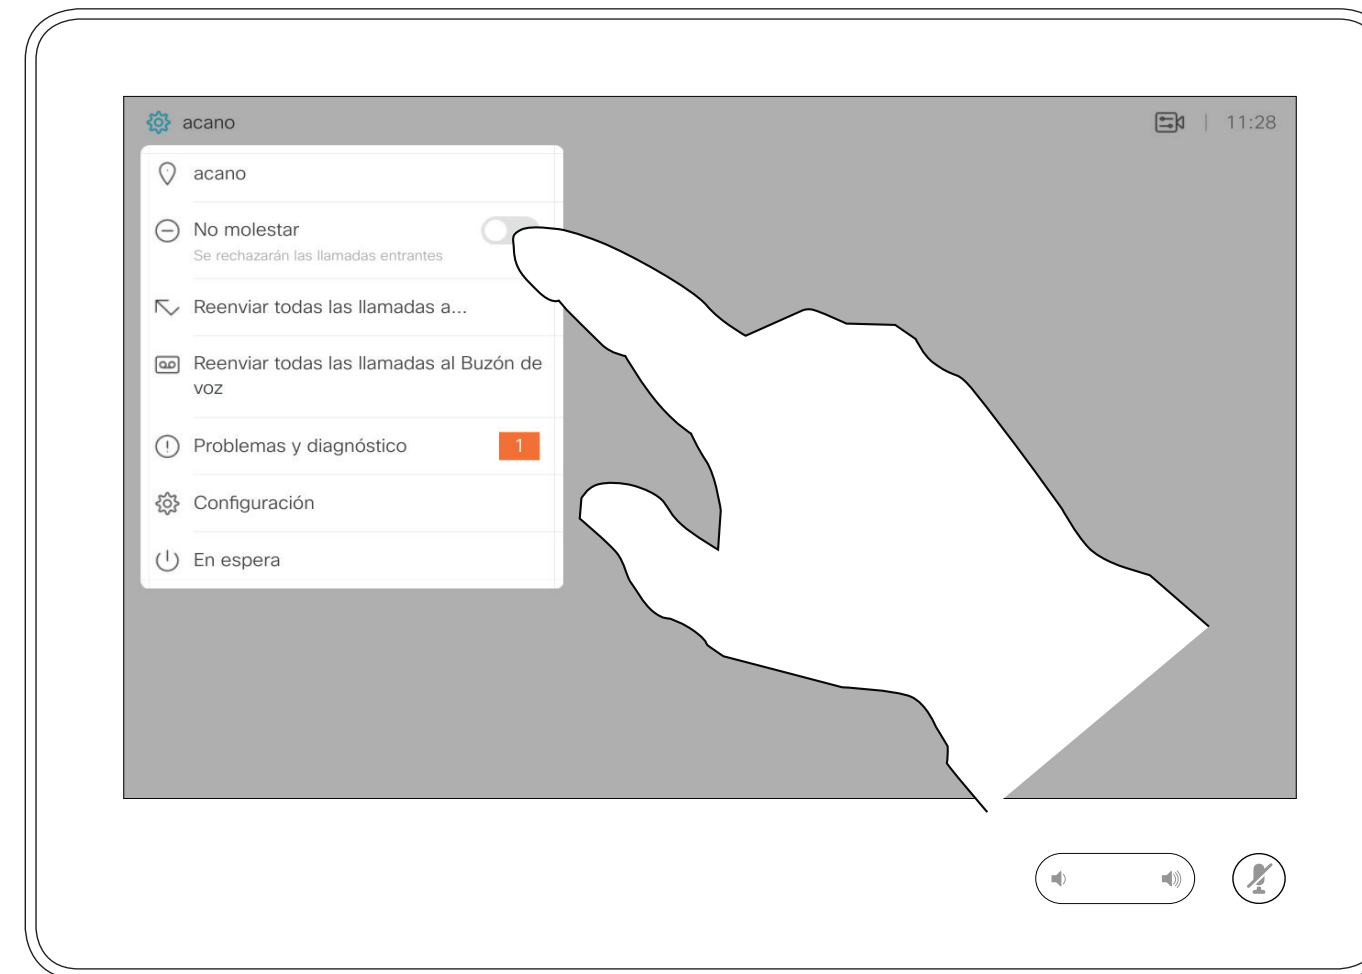 acano
11:28
acano
No molestar
Se rechazarán las llamadas entrantes
Reenviar todas las llamadas a...
Reenviar todas las llamadas al Buzón de
voz
Problemas y diagnóstico
1
Configuración
En espera